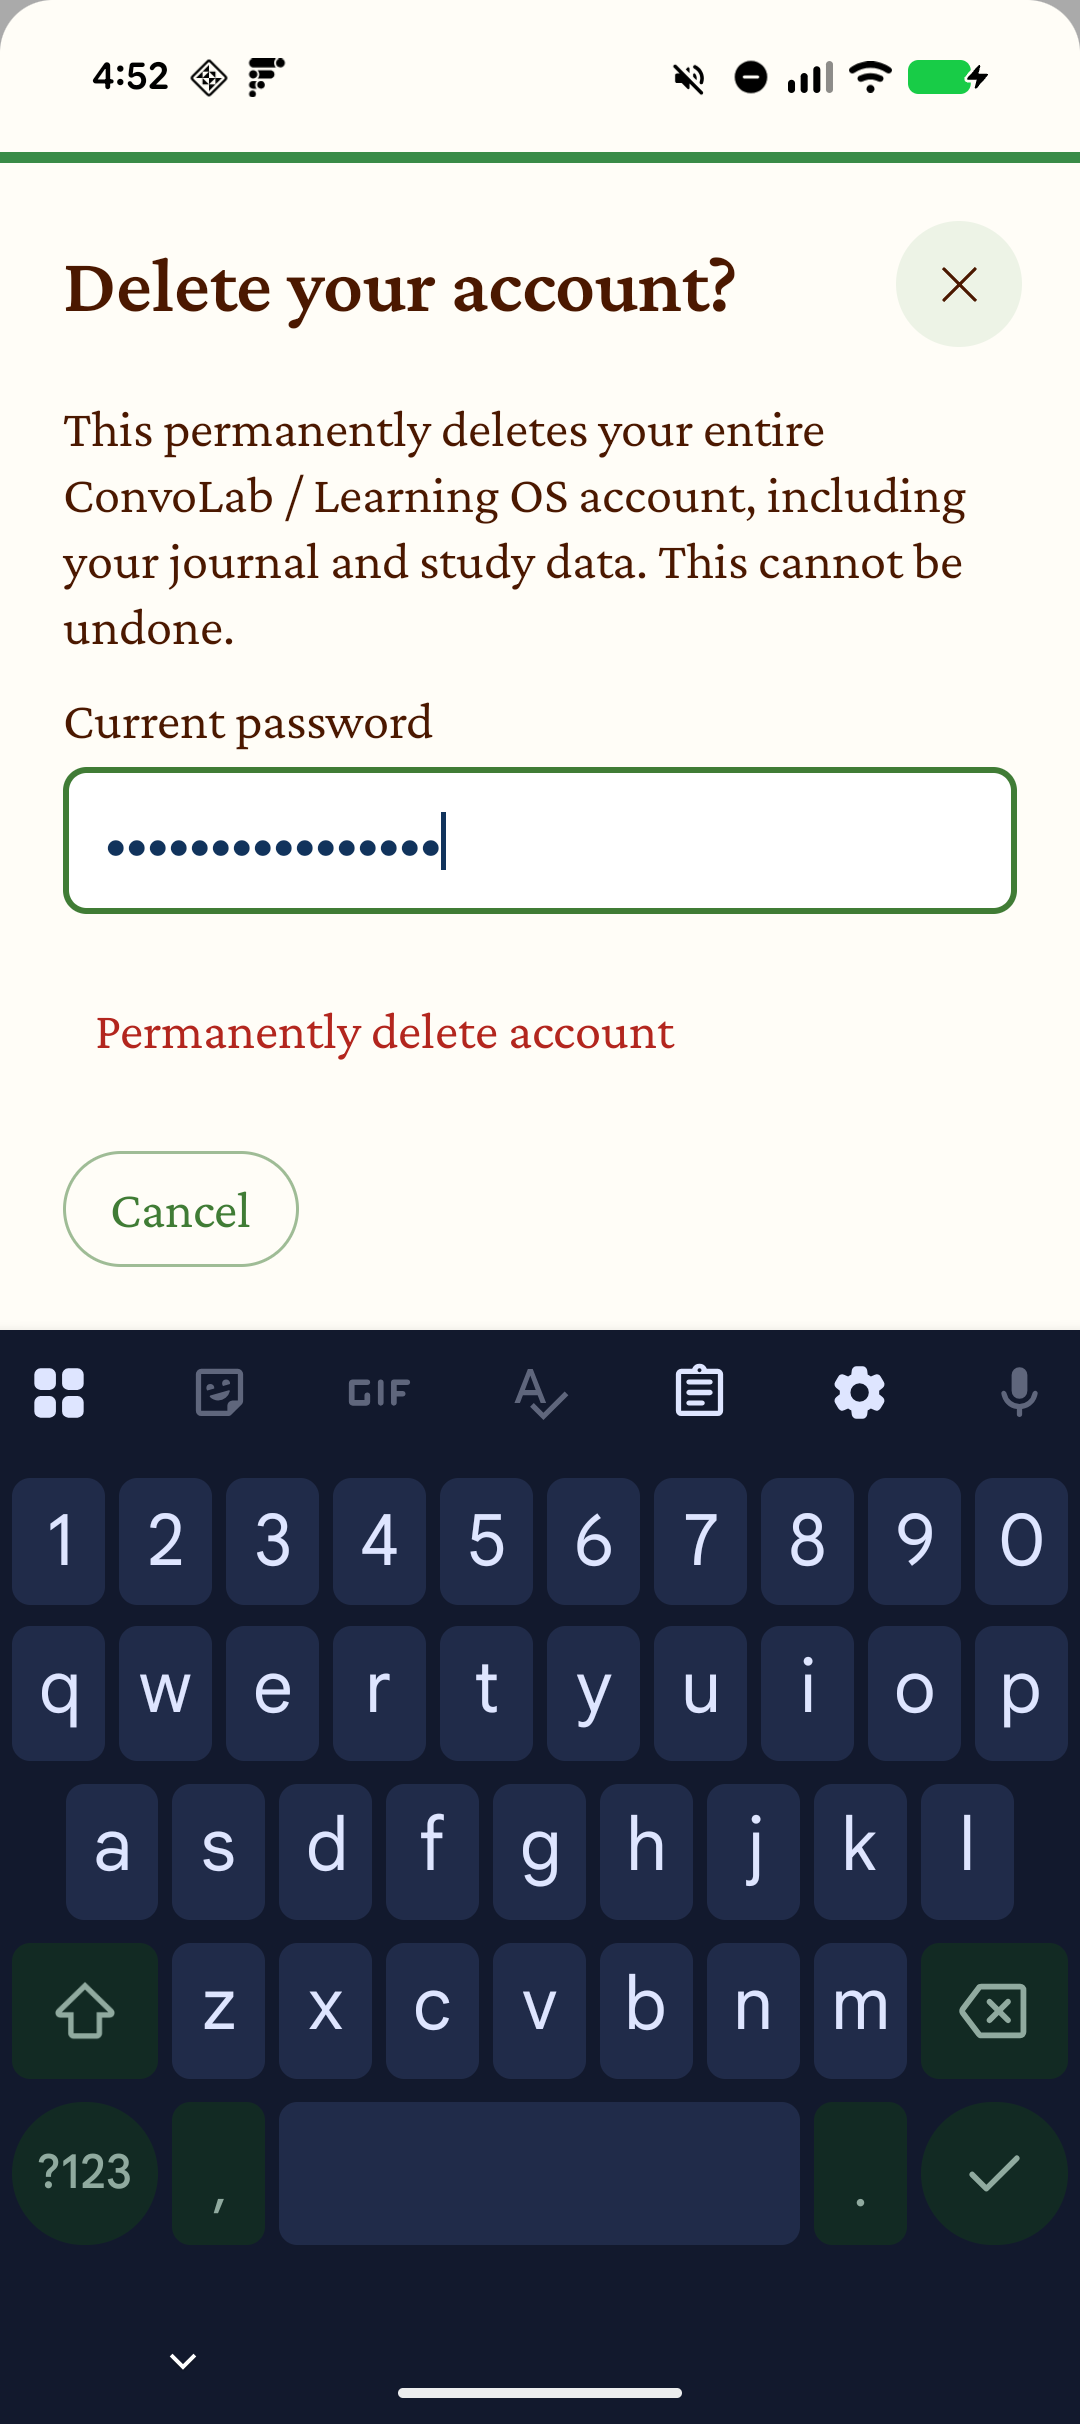 4:52
Delete your account?
This permanently deletes your entire
ConvoLab / Learning OS account, including
your journal and study data. This cannot be
undone.
Current password
••••••••••••••••
Permanently delete account
Cancel
GIF
1 2 3 4 5 6 7 8 9 0
q w e r t y u i o p
a s d f g h j k l
z x c v b n m
?123 , .